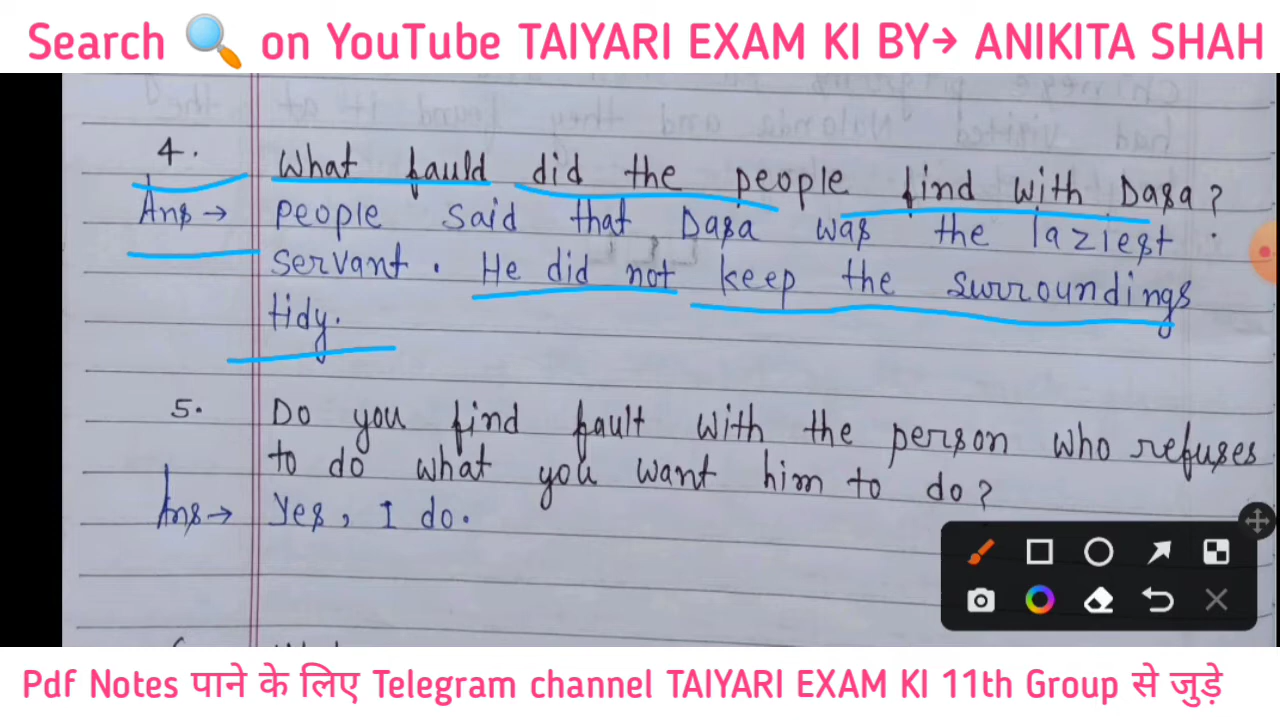 Search 🔍 on YouTube TAIYARI EXAM KI BY→ ANIKITA SHAH
4. What fauld did the people find with Dasa?
Ans → people said that Dasa was the laziest
servant. He did not keep the surroundings
tidy.
5. Do you find fault with the person who refuses
to do what you want him to do?
Ans → Yes, I do.
Pdf Notes पाने के लिए Telegram channel TAIYARI EXAM KI 11th Group से जुड़े